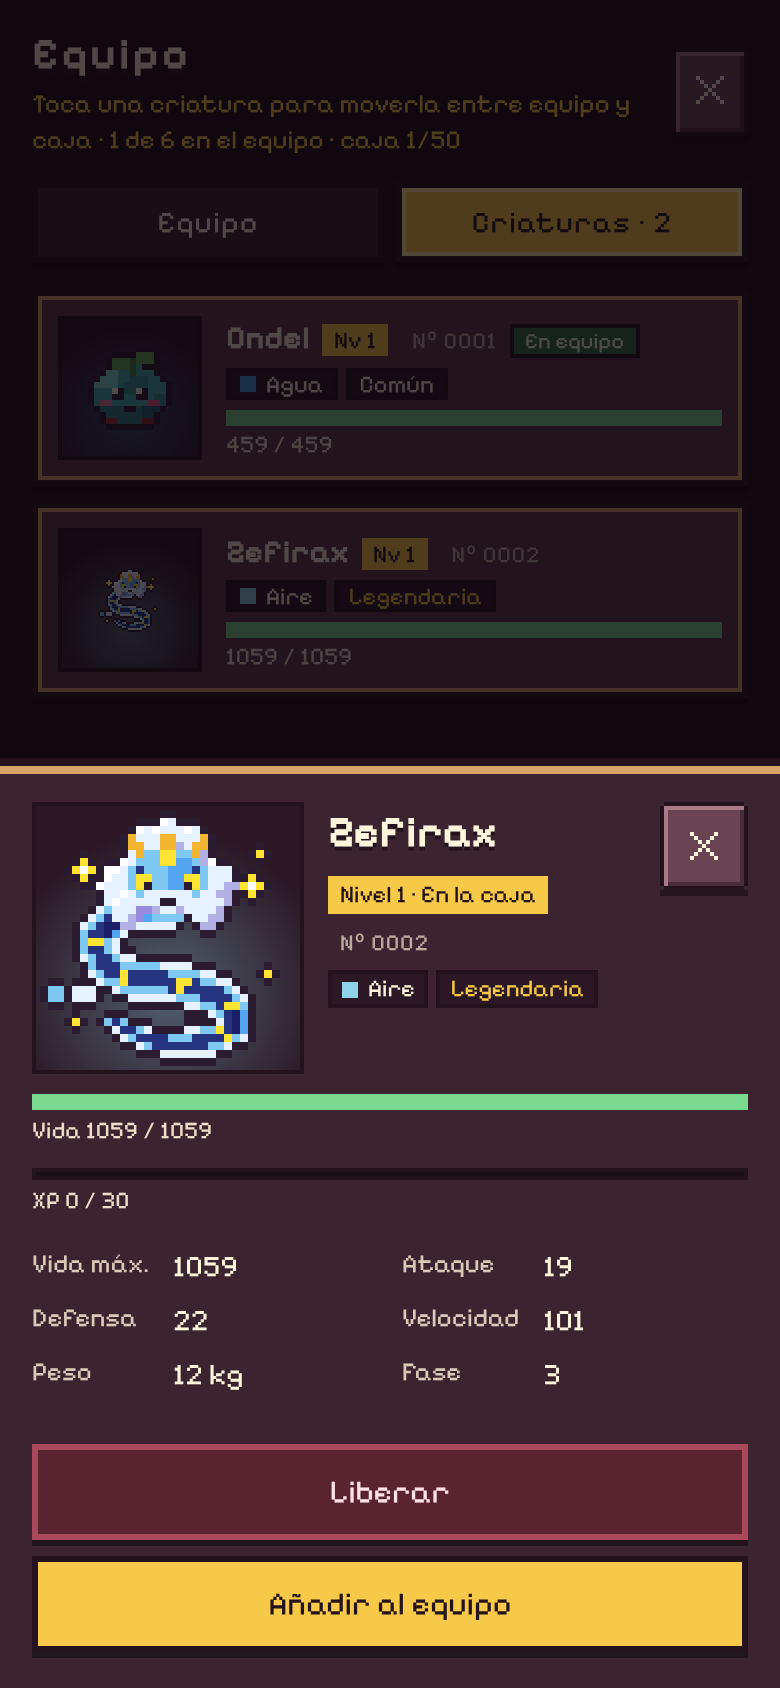 Equipo
Toca una criatura para moverla entre equipo y
caja · 1 de 6 en el equipo · caja 1/50
Equipo
Criaturas · 2
Ondel Nv 1 Nº 0001 En equipo
Agua Común
459 / 459
Zefirax Nv 1 Nº 0002
Aire Legendaria
1059 / 1059
Zefirax
Nivel 1 · En la caja
Nº 0002
Aire Legendaria
Vida 1059 / 1059
XP 0 / 30
Vida máx. 1059 Ataque 19
Defensa 22 Velocidad 101
Peso 12 kg Fase 3
Liberar
Añadir al equipo